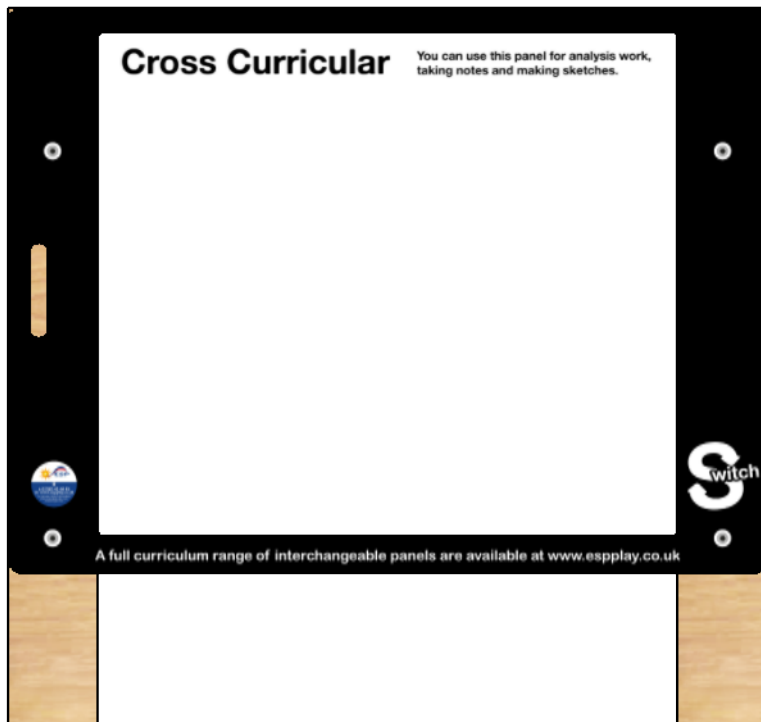 Cross Curricular
You can use this panel for analysis work,
taking notes and making sketches.
ESP
Switch
A full curriculum range of interchangeable panels are available at www.espplay.co.uk